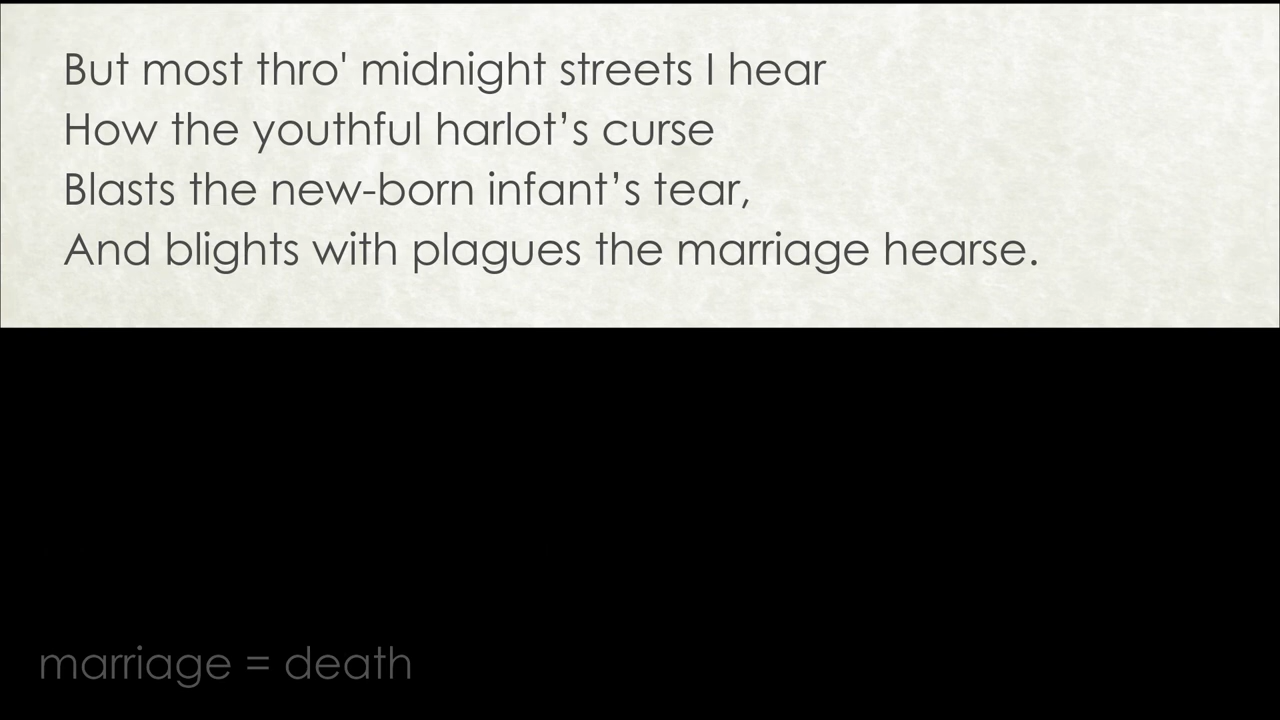 But most thro' midnight streets I hear
How the youthful harlot’s curse
Blasts the new-born infant’s tear,
And blights with plagues the marriage hearse.
marriage = death